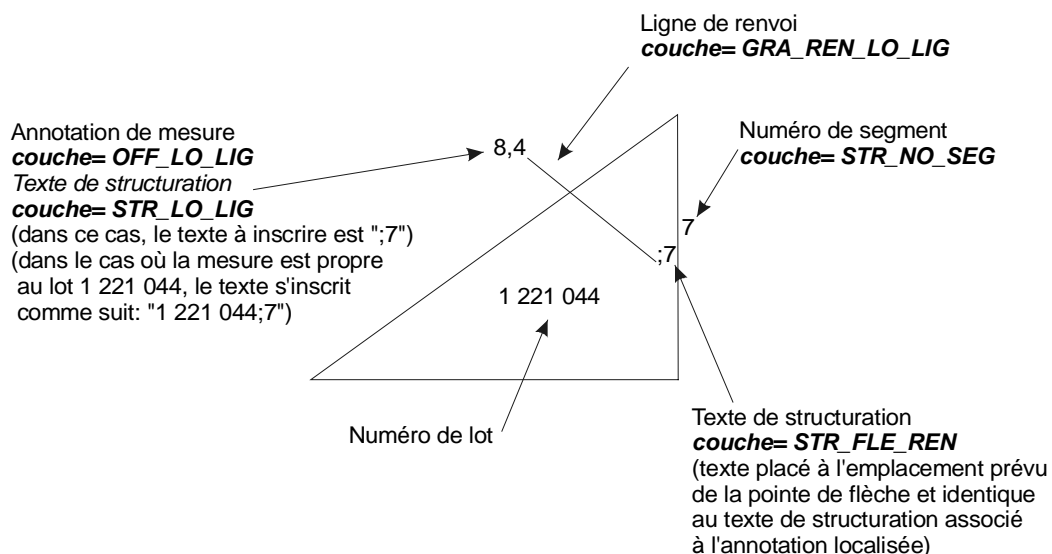 Ligne de renvoi
couche= GRA_REN_LO_LIG
Annotation de mesure
couche= OFF_LO_LIG
Texte de structuration
couche= STR_LO_LIG
(dans ce cas, le texte à inscrire est ";7")
(dans le cas où la mesure est propre
au lot 1 221 044, le texte s'inscrit
comme suit: "1 221 044;7")
8,4
Numéro de segment
couche= STR_NO_SEG
7
;7
1 221 044
Numéro de lot
Texte de structuration
couche= STR_FLE_REN
(texte placé à l'emplacement prévu
de la pointe de flèche et identique
au texte de structuration associé
à l'annotation localisée)